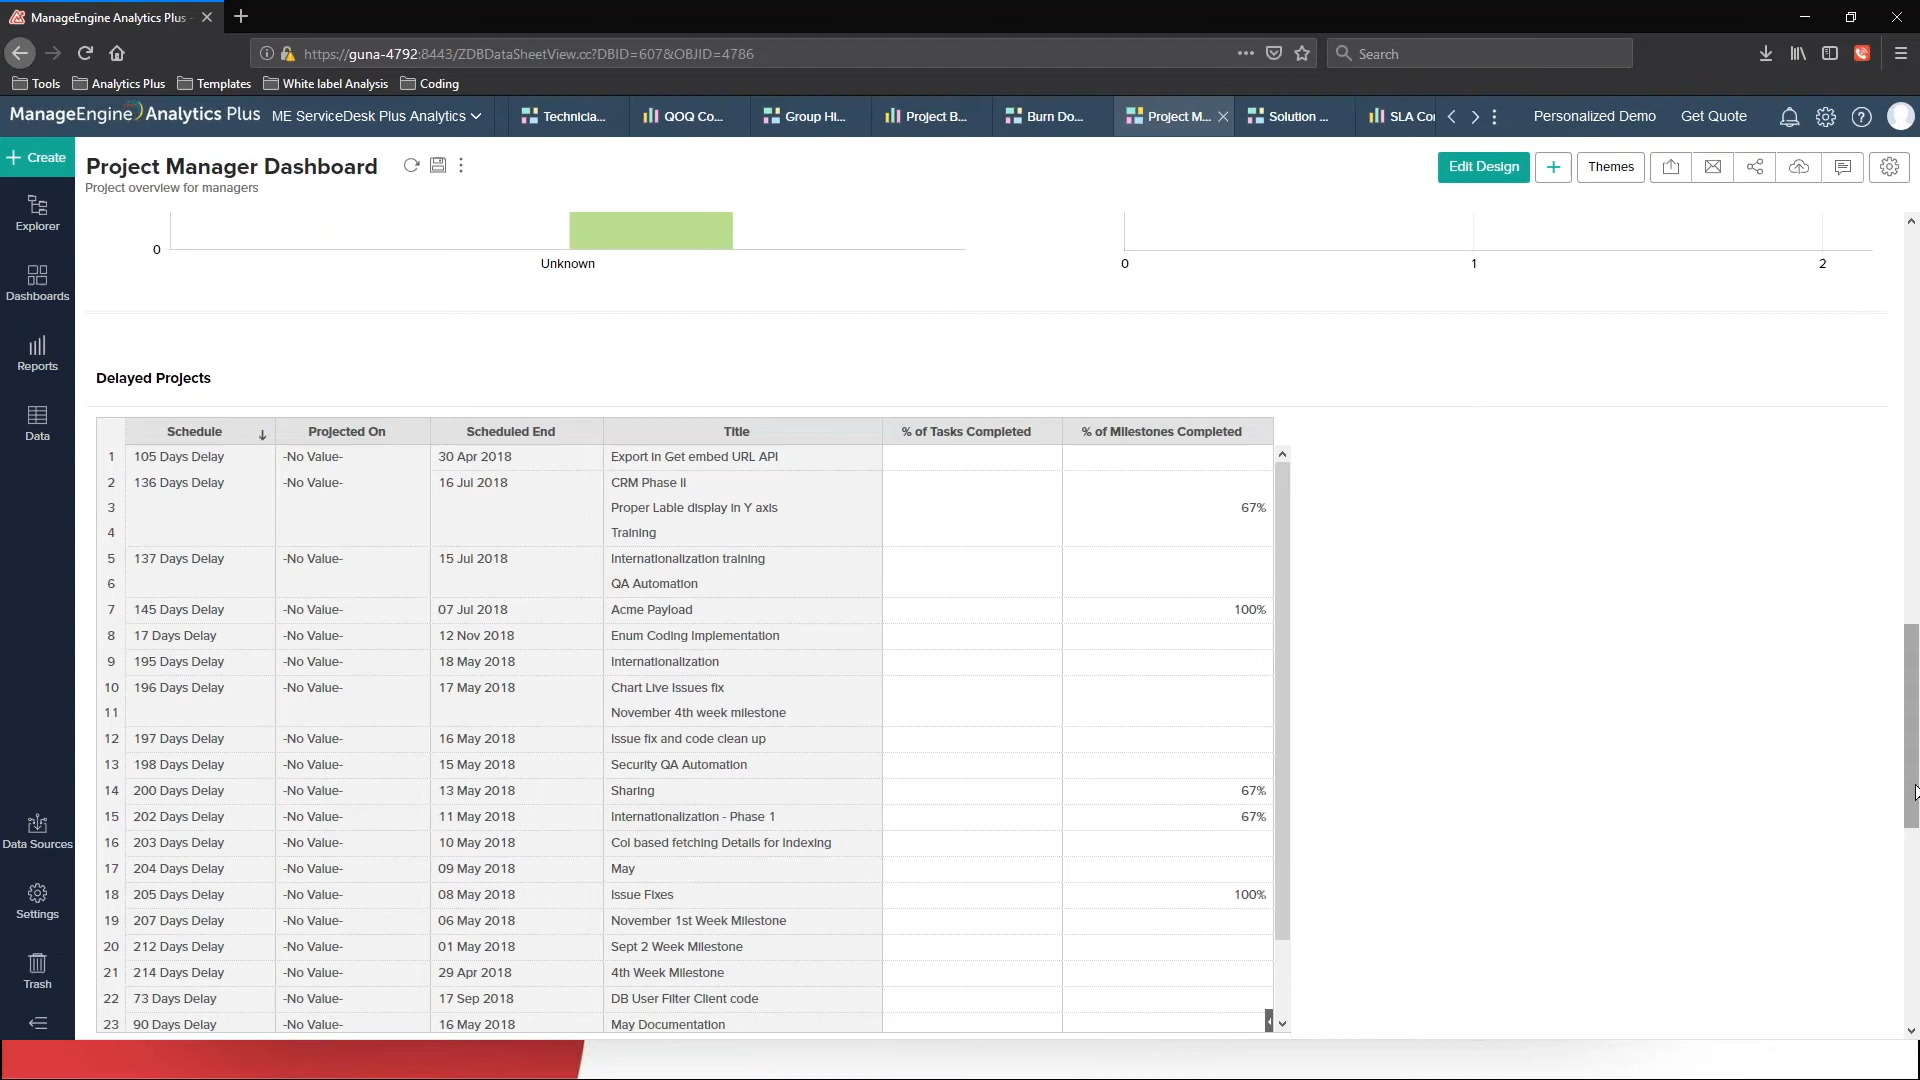 ManageEngine Analytics Plus
https://guna-4792:8443/ZDBDataSheetView.cc?DBID=607&OBJID=4786
Search
Tools Analytics Plus Templates White label Analysis Coding
ManageEngine Analytics Plus ME ServiceDesk Plus Analytics Technicia... QOQ Co... Group Hi... Project B... Burn Do... Project M... Solution ... SLA Co Personalized Demo Get Quote
+ Create
Project Manager Dashboard
Project overview for managers
Edit Design + Themes
Explorer
Dashboards
Reports
Data
Data Sources
Settings
Trash
0
Unknown
0 1 2
Delayed Projects
Schedule Projected On Scheduled End Title % of Tasks Completed % of Milestones Completed
1 105 Days Delay -No Value- 30 Apr 2018 Export in Get embed URL API
2 136 Days Delay -No Value- 16 Jul 2018 CRM Phase II
3 Proper Lable display in Y axis 67%
4 Training
5 137 Days Delay -No Value- 15 Jul 2018 Internationalization training
6 QA Automation
7 145 Days Delay -No Value- 07 Jul 2018 Acme Payload 100%
8 17 Days Delay -No Value- 12 Nov 2018 Enum Coding Implementation
9 195 Days Delay -No Value- 18 May 2018 Internationalization
10 196 Days Delay -No Value- 17 May 2018 Chart Live Issues fix
11 November 4th week milestone
12 197 Days Delay -No Value- 16 May 2018 Issue fix and code clean up
13 198 Days Delay -No Value- 15 May 2018 Security QA Automation
14 200 Days Delay -No Value- 13 May 2018 Sharing 67%
15 202 Days Delay -No Value- 11 May 2018 Internationalization - Phase 1 67%
16 203 Days Delay -No Value- 10 May 2018 Col based fetching Details for Indexing
17 204 Days Delay -No Value- 09 May 2018 May
18 205 Days Delay -No Value- 08 May 2018 Issue Fixes 100%
19 207 Days Delay -No Value- 06 May 2018 November 1st Week Milestone
20 212 Days Delay -No Value- 01 May 2018 Sept 2 Week Milestone
21 214 Days Delay -No Value- 29 Apr 2018 4th Week Milestone
22 73 Days Delay -No Value- 17 Sep 2018 DB User Filter Client code
23 90 Days Delay -No Value- 16 May 2018 May Documentation